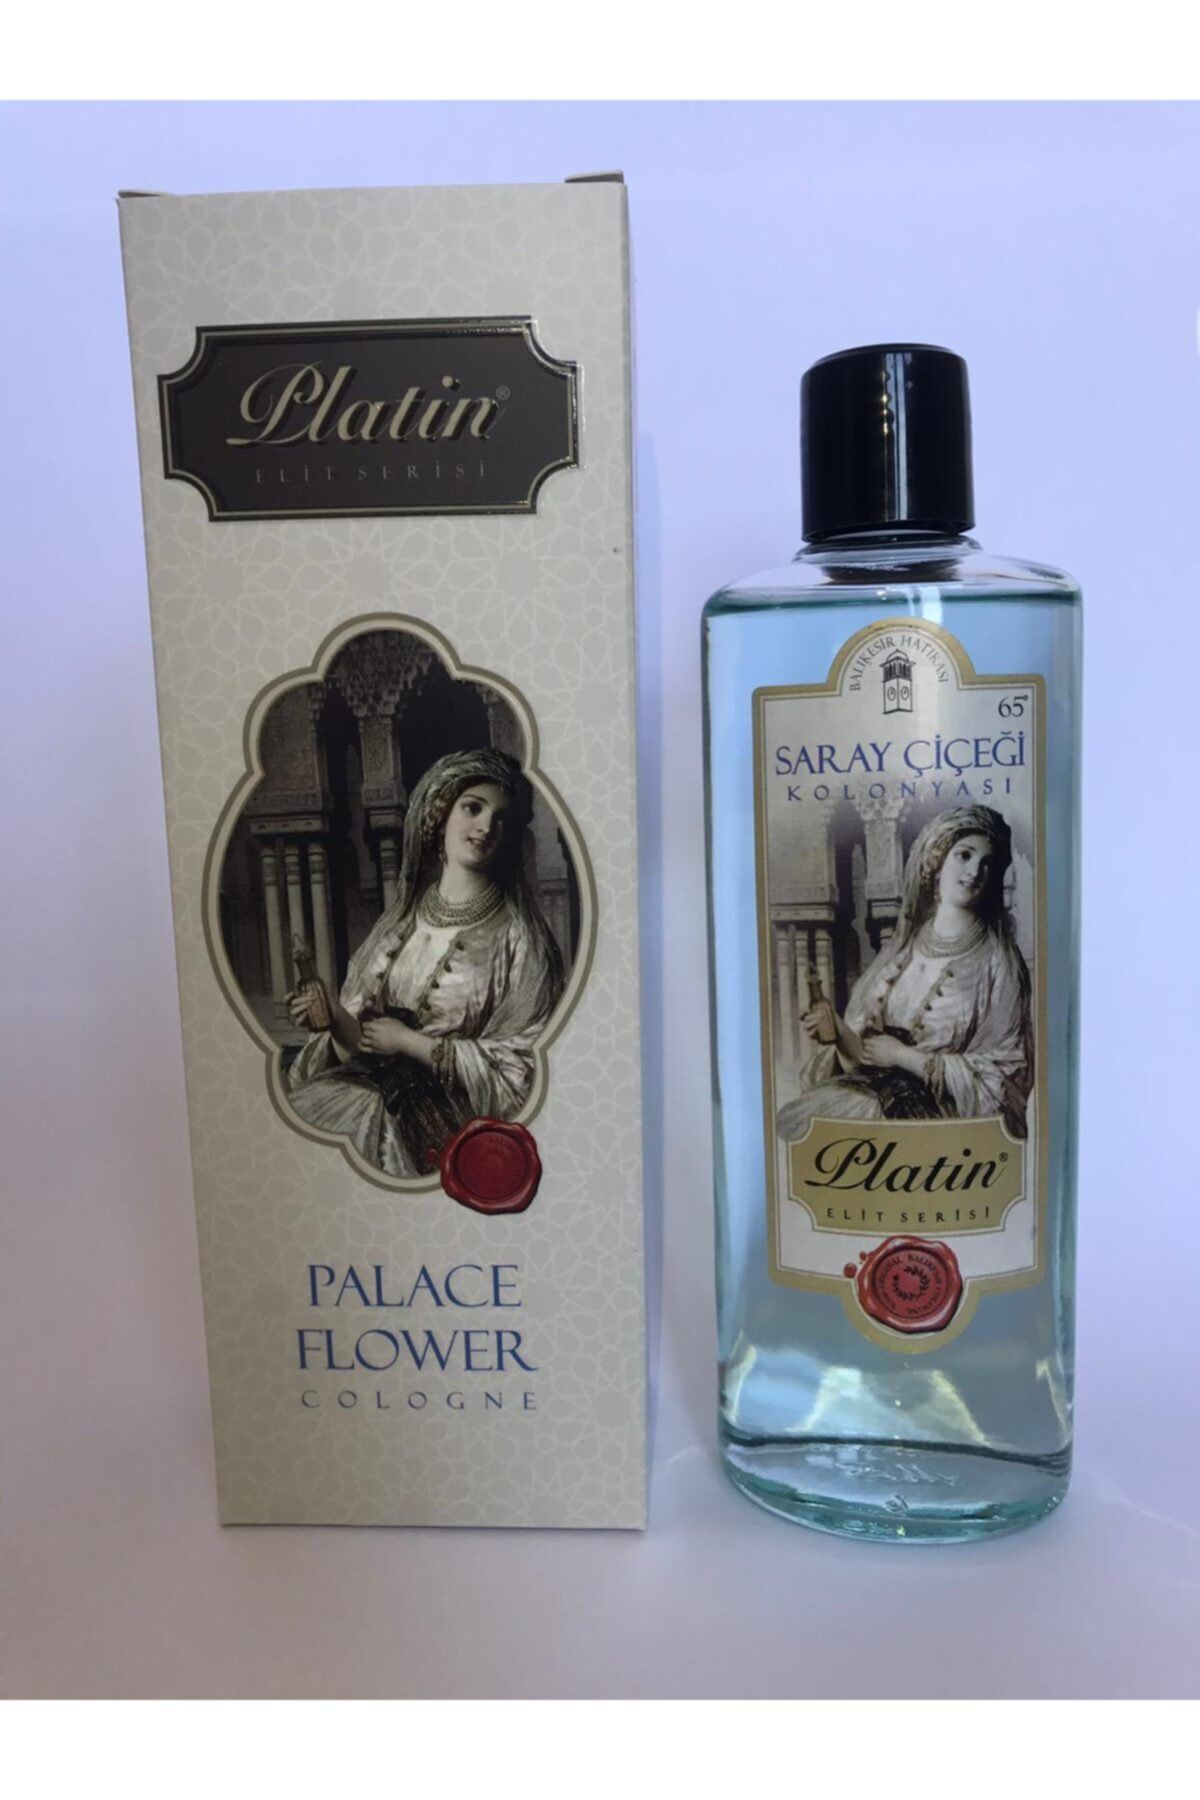 Platin®
ELİT SERİSİ
PALACE
FLOWER
COLOGNE
BALIKESİR HATIRASI
65°
SARAY ÇİÇEĞİ
KOLONYASI
Platin®
ELİT SERİSİ